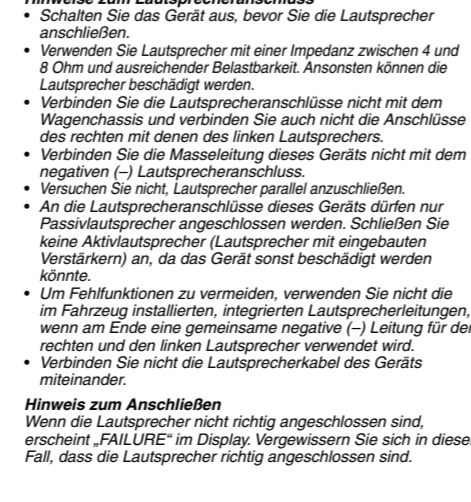 Hinweise zum Lautsprecheranschluss
• Schalten Sie das Gerät aus, bevor Sie die Lautsprecher
anschließen.
• Verwenden Sie Lautsprecher mit einer Impedanz zwischen 4 und
8 Ohm und ausreichender Belastbarkeit. Ansonsten können die
Lautsprecher beschädigt werden.
• Verbinden Sie die Lautsprecheranschlüsse nicht mit dem
Wagenchassis und verbinden Sie auch nicht die Anschlüsse
des rechten mit denen des linken Lautsprechers.
• Verbinden Sie die Masseleitung dieses Geräts nicht mit dem
negativen (–) Lautsprecheranschluss.
• Versuchen Sie nicht, Lautsprecher parallel anzuschließen.
• An die Lautsprecheranschlüsse dieses Geräts dürfen nur
Passivlautsprecher angeschlossen werden. Schließen Sie
keine Aktivlautsprecher (Lautsprecher mit eingebauten
Verstärkern) an, da das Gerät sonst beschädigt werden
könnte.
• Um Fehlfunktionen zu vermeiden, verwenden Sie nicht die
im Fahrzeug installierten, integrierten Lautsprecherleitungen,
wenn am Ende eine gemeinsame negative (–) Leitung für den
rechten und den linken Lautsprecher verwendet wird.
• Verbinden Sie nicht die Lautsprecherkabel des Geräts
miteinander.
Hinweis zum Anschließen
Wenn die Lautsprecher nicht richtig angeschlossen sind,
erscheint „FAILURE“ im Display. Vergewissern Sie sich in diesem
Fall, dass die Lautsprecher richtig angeschlossen sind.